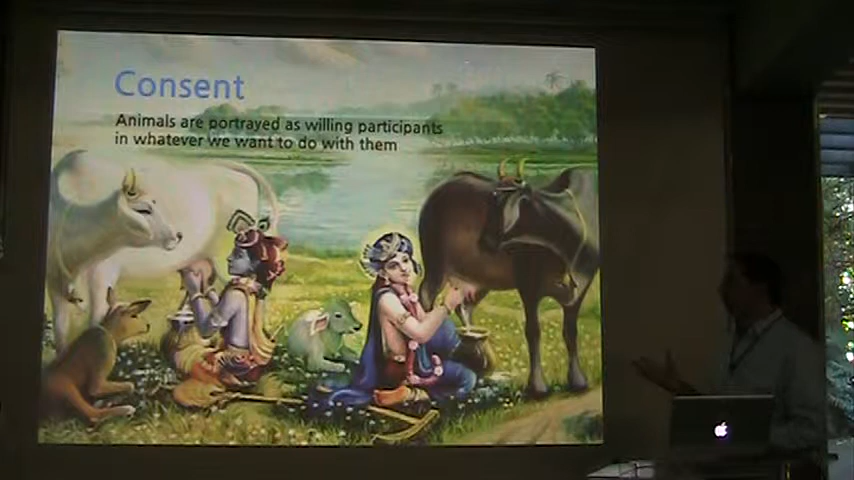 Consent
Animals are portrayed as willing participants
in whatever we want to do with them